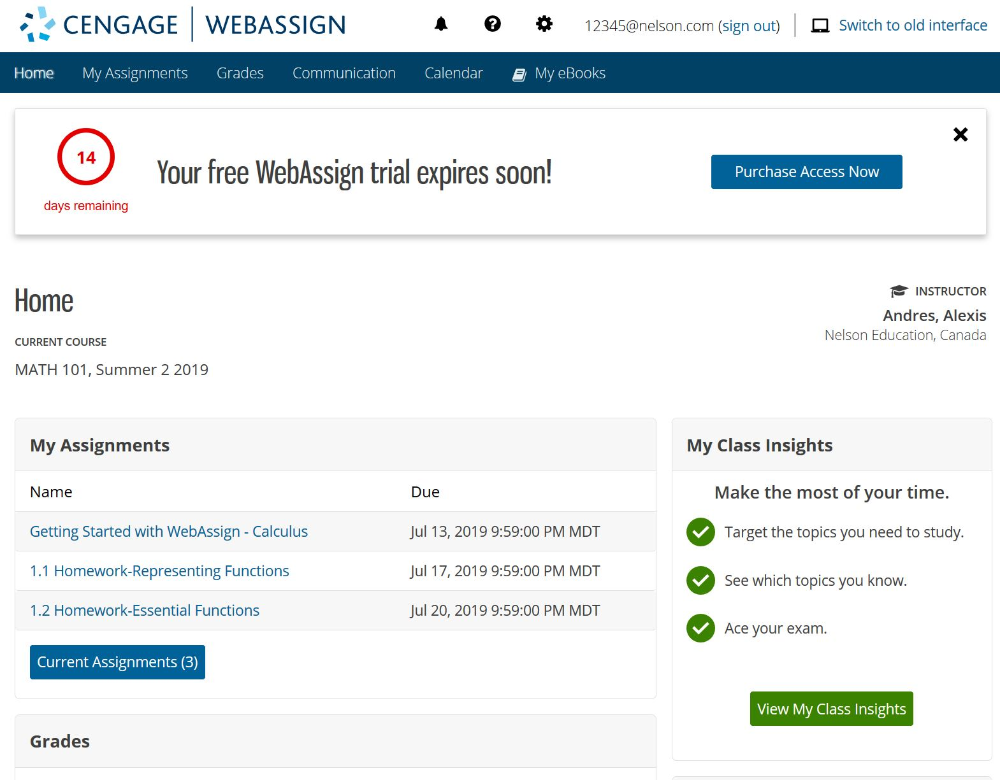 CENGAGE | WEBASSIGN
12345@nelson.com (sign out)
Switch to old interface
Home
My Assignments
Grades
Communication
Calendar
My eBooks
14
days remaining
Your free WebAssign trial expires soon!
Purchase Access Now
Home
CURRENT COURSE
MATH 101, Summer 2 2019
INSTRUCTOR
Andres, Alexis
Nelson Education, Canada
My Assignments
Name Due
Getting Started with WebAssign - Calculus Jul 13, 2019 9:59:00 PM MDT
1.1 Homework-Representing Functions Jul 17, 2019 9:59:00 PM MDT
1.2 Homework-Essential Functions Jul 20, 2019 9:59:00 PM MDT
Current Assignments (3)
My Class Insights
Make the most of your time.
Target the topics you need to study.
See which topics you know.
Ace your exam.
View My Class Insights
Grades